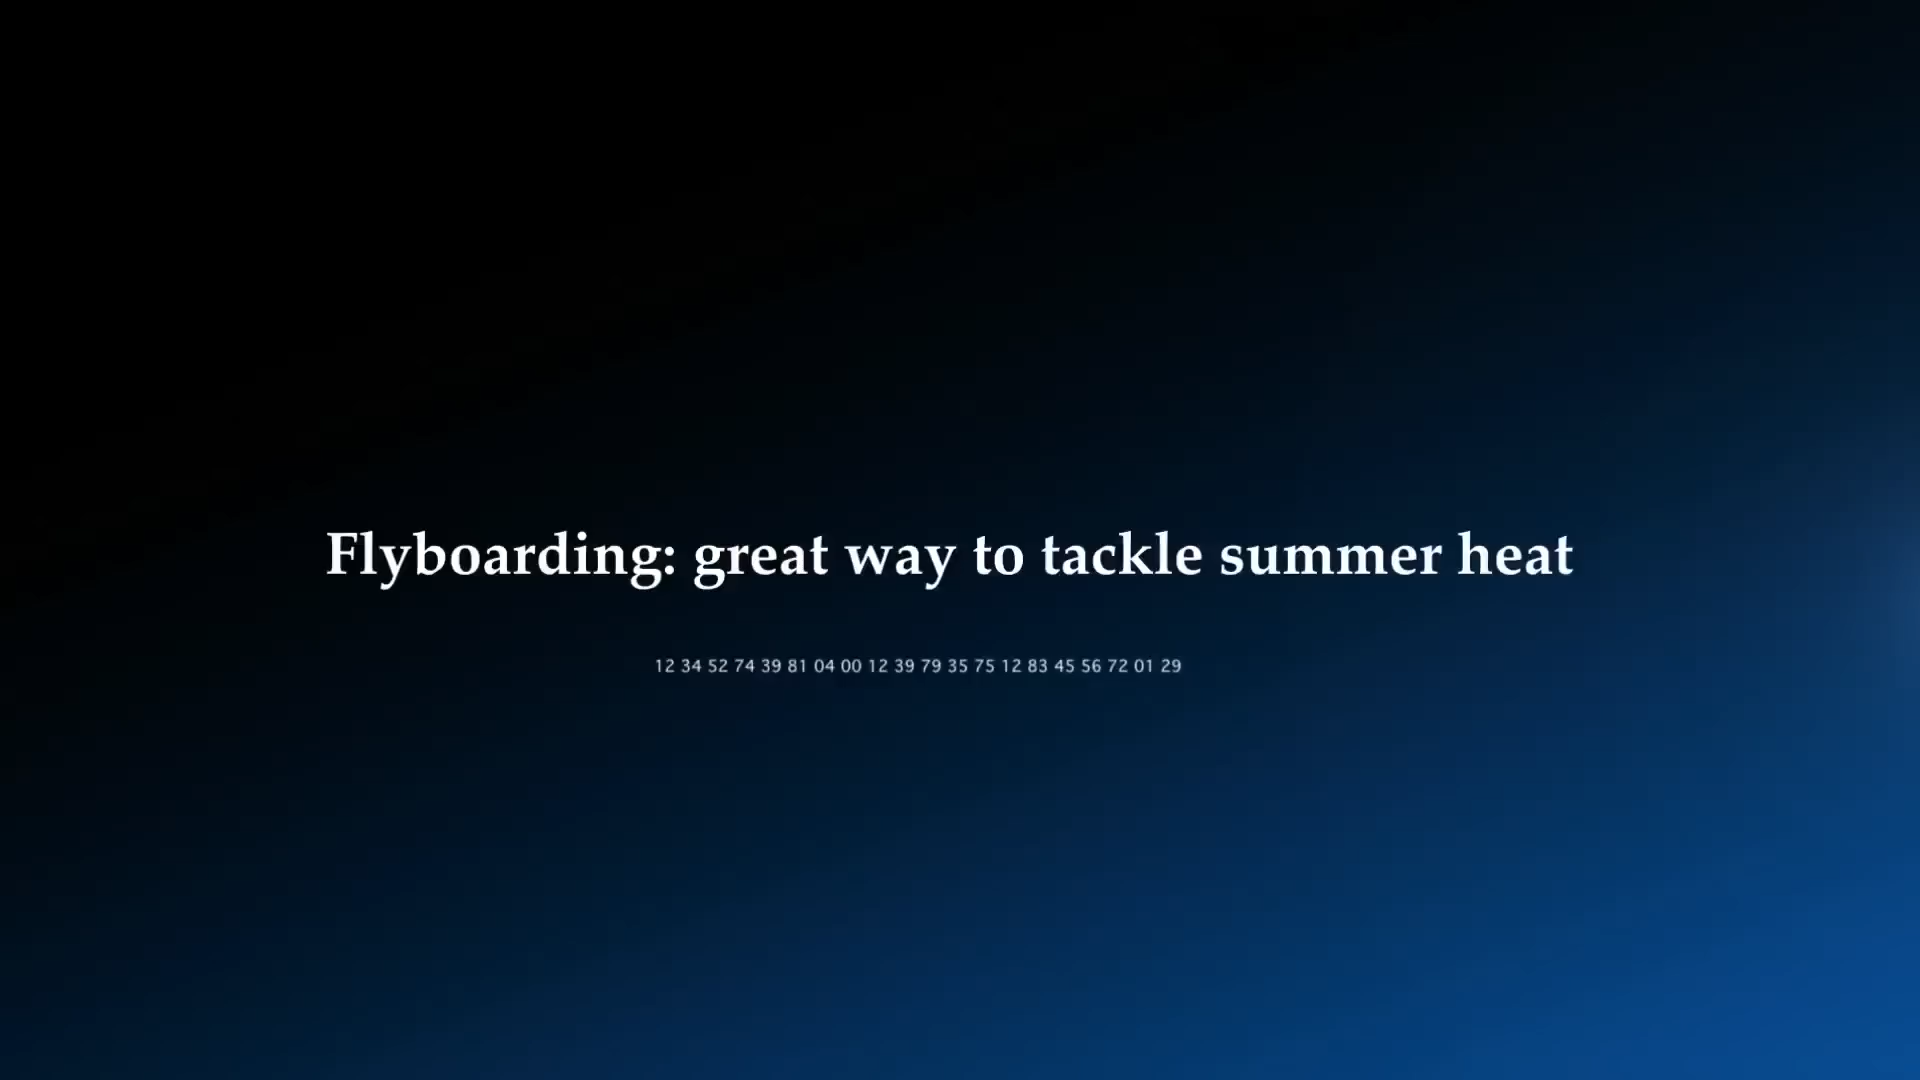 Flyboarding: great way to tackle summer heat
12 34 52 74 39 81 04 00 12 39 79 35 75 12 83 45 56 72 01 29